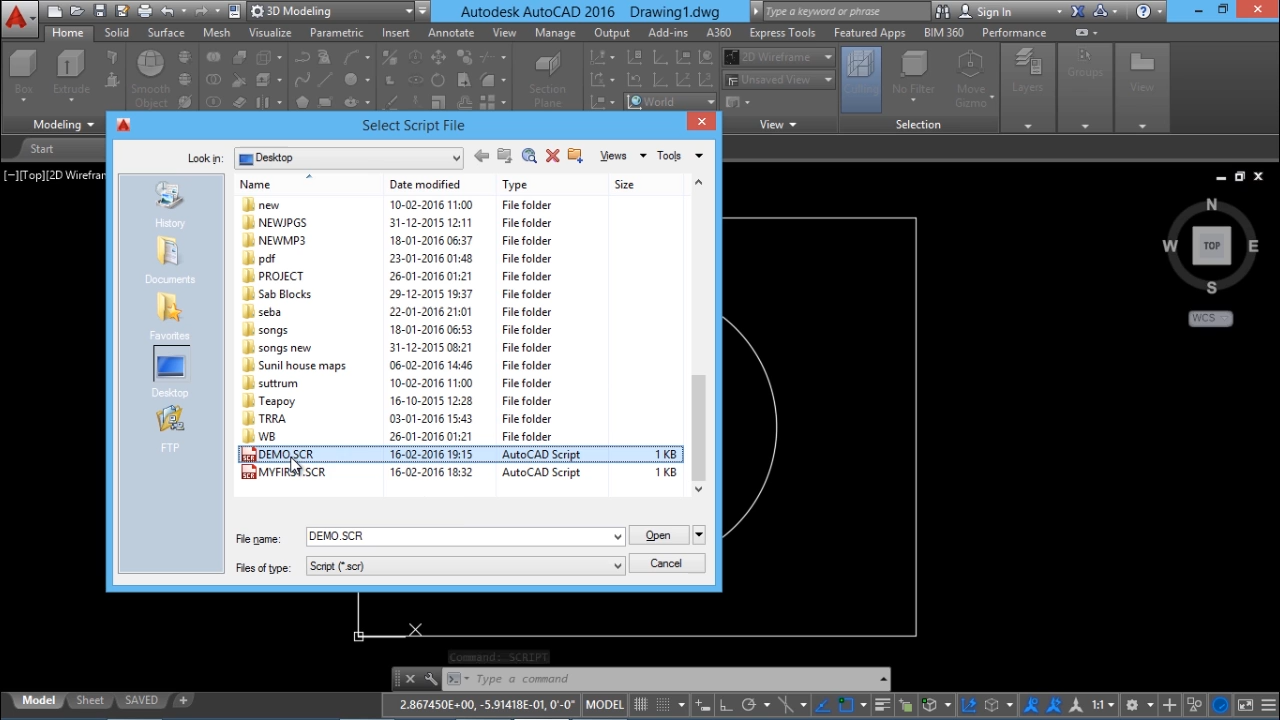 3D Modeling
Autodesk AutoCAD 2016 Drawing1.dwg
Type a keyword or phrase
Sign In
Home Solid Surface Mesh Visualize Parametric Insert Annotate View Manage Output Add-ins A360 Express Tools Featured Apps BIM 360 Performance
Box
Extrude
Smooth
Object
Section
Plane
2D Wireframe
Unsaved View
World
Culling
No Filter
Move
Gizmo
Layers
Groups
View
Modeling
View
Selection
Start
[−][Top][2D Wirefram
Select Script File
Look in:
Desktop
Views
Tools
Name Date modified Type Size
new 10-02-2016 11:00 File folder
NEWJPGS 31-12-2015 12:11 File folder
NEWMP3 18-01-2016 06:37 File folder
pdf 23-01-2016 01:48 File folder
PROJECT 26-01-2016 01:21 File folder
Sab Blocks 29-12-2015 19:37 File folder
seba 22-01-2016 21:01 File folder
songs 18-01-2016 06:53 File folder
songs new 31-12-2015 08:21 File folder
Sunil house maps 06-02-2016 14:46 File folder
suttrum 10-02-2016 11:00 File folder
Teapoy 16-10-2015 12:28 File folder
TRRA 03-01-2016 15:43 File folder
WB 26-01-2016 01:21 File folder
DEMO.SCR 16-02-2016 19:15 AutoCAD Script 1 KB
MYFIRST.SCR 16-02-2016 18:32 AutoCAD Script 1 KB
History
Documents
Favorites
Desktop
FTP
File name:
DEMO.SCR
Open
Files of type:
Script (*.scr)
Cancel
N
W
TOP
E
S
WCS
X
Command: SCRIPT
Type a command
Model Sheet SAVED +
2.867450E+00, -5.91418E-01, 0'-0" MODEL
1:1